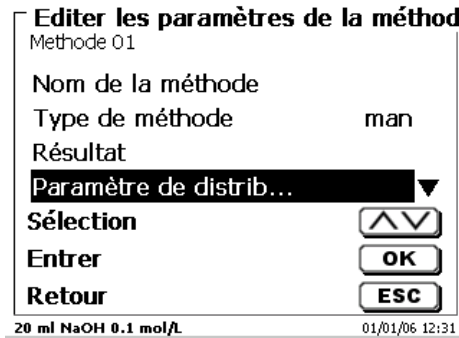 Editer les paramètres de la méthod
Methode 01
Nom de la méthode
Type de méthode man
Résultat
Paramètre de distrib...
Sélection
Entrer OK
Retour ESC
20 ml NaOH 0.1 mol/L 01/01/06 12:31